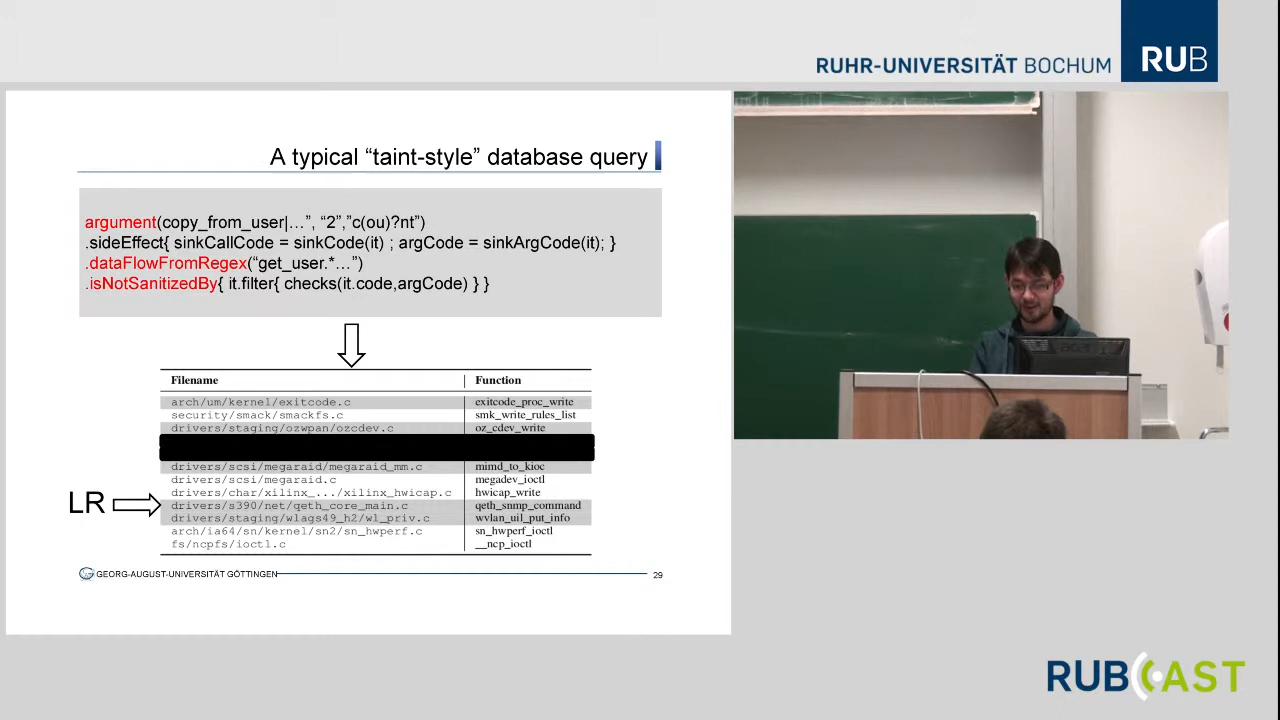 RUHR-UNIVERSITÄT BOCHUM
RUB
A typical “taint-style” database query
argument(copy_from_user|…”, “2”,”c(ou)?nt”)
.sideEffect{ sinkCallCode = sinkCode(it) ; argCode = sinkArgCode(it); }
.dataFlowFromRegex(“get_user.*…”)
.isNotSanitizedBy{ it.filter{ checks(it.code,argCode) } }
Filename Function
arch/um/kernel/exitcode.c exitcode_proc_write
security/smack/smackfs.c smk_write_rules_list
drivers/staging/ozwpan/ozcdev.c oz_cdev_write
drivers/scsi/megaraid/megaraid_mm.c mimd_to_kioc
drivers/scsi/megaraid.c megadev_ioctl
drivers/char/xilinx_.../xilinx_hwicap.c hwicap_write
LR drivers/s390/net/qeth_core_main.c qeth_snmp_command
drivers/staging/wlags49_h2/wl_priv.c wvlan_uil_put_info
arch/ia64/sn/kernel/sn2/sn_hwperf.c sn_hwperf_ioctl
fs/ncpfs/ioctl.c __ncp_ioctl
GEORG-AUGUST-UNIVERSITÄT GÖTTINGEN 29
acer
RUBCAST